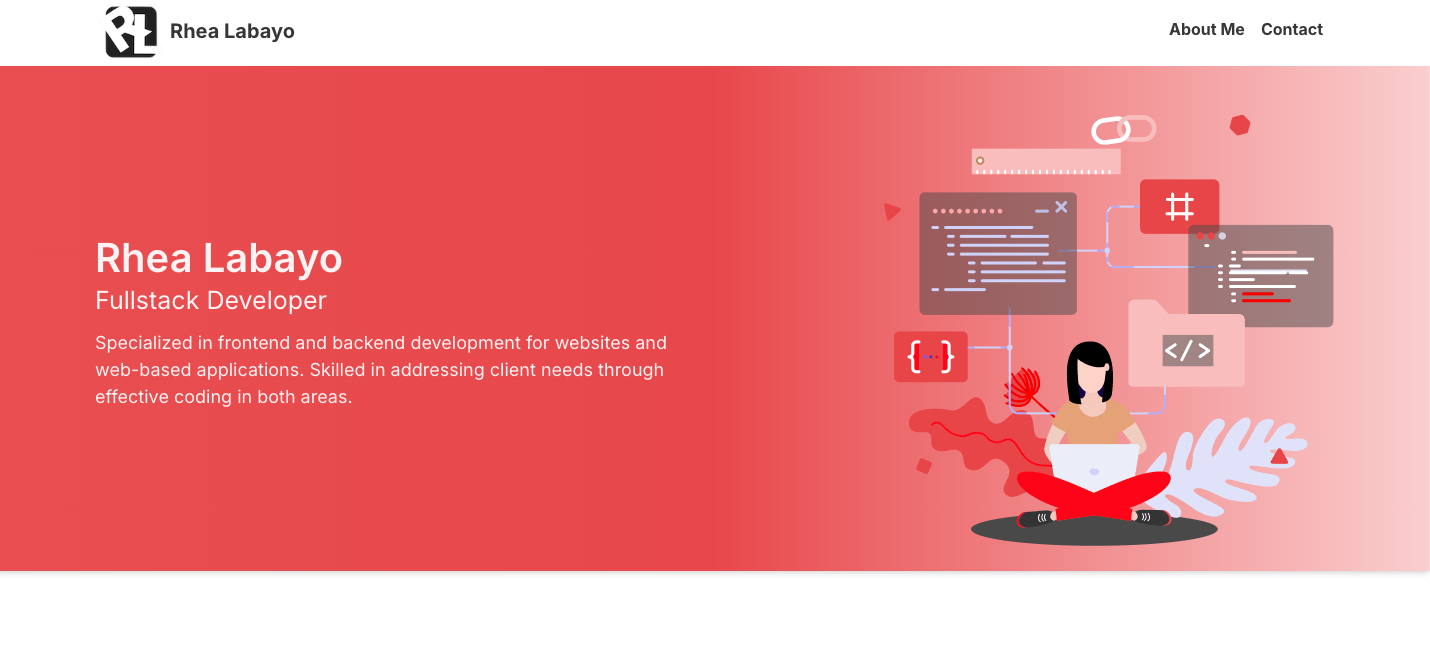 RL Rhea Labayo
About Me Contact
Rhea Labayo
Fullstack Developer
Specialized in frontend and backend development for websites and
web-based applications. Skilled in addressing client needs through
effective coding in both areas.
#
{...}
</>